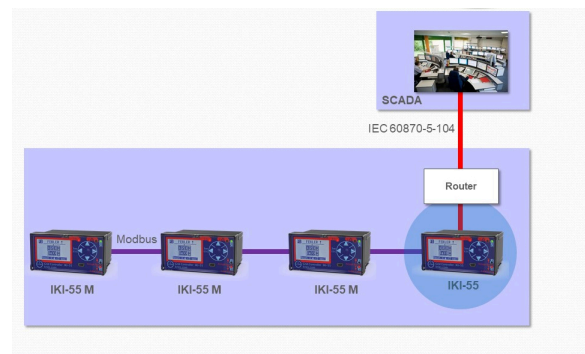 SCADA
IEC 60870-5-104
Router
Modbus
IKI-55 M
IKI-55 M
IKI-55 M
IKI-55